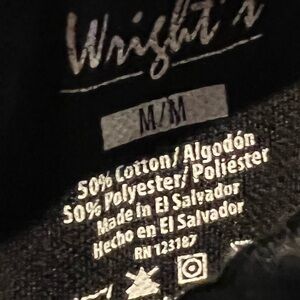 Wright's
M/M
50% Cotton/Algodón
50% Polyester/Poliéster
Made in El Salvador
Hecho en El Salvador
RN 123187